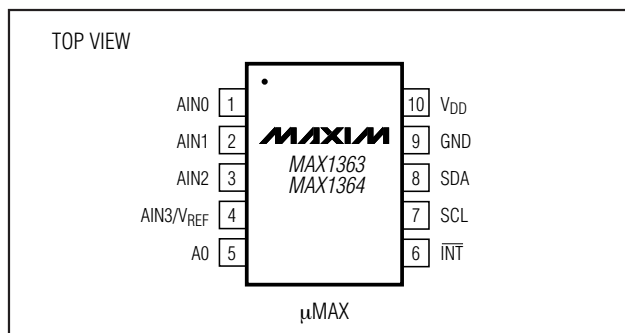 TOP VIEW
AIN0 1
AIN1 2
AIN2 3
AIN3/VREF 4
A0 5
MAXIM
MAX1363
MAX1364
10 VDD
9 GND
8 SDA
7 SCL
6 INT
µMAX